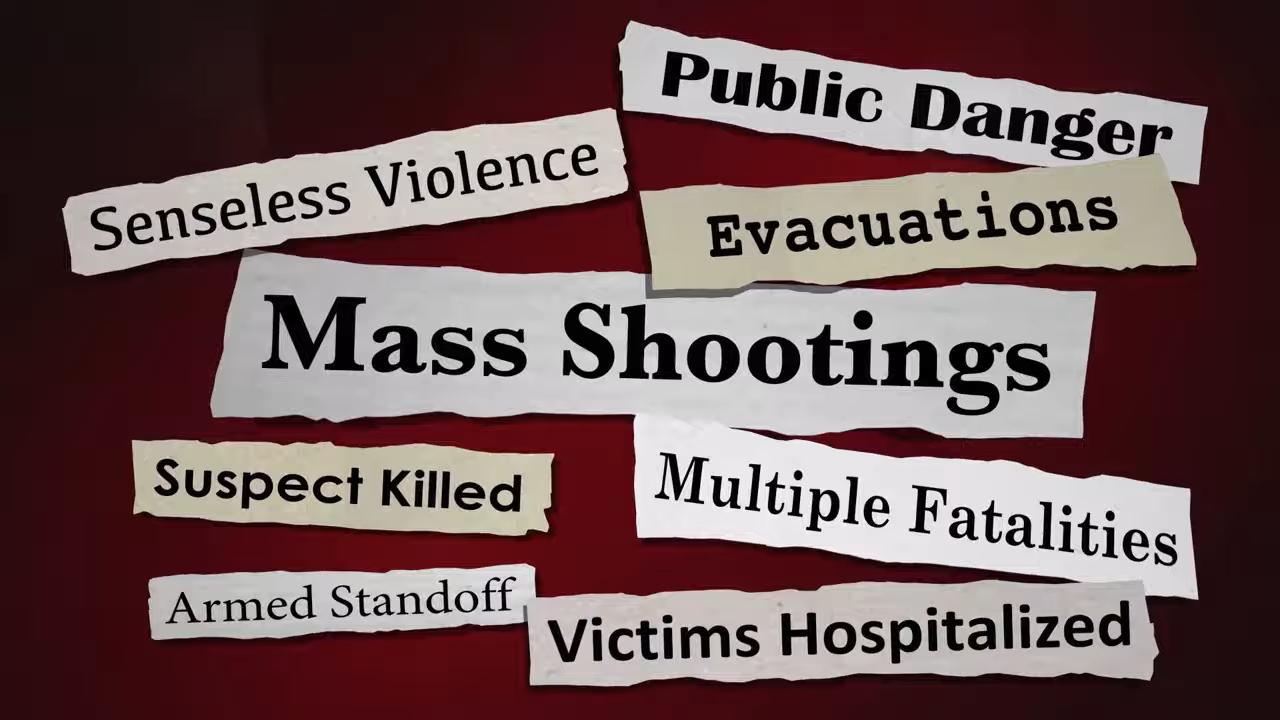 Public Danger
Senseless Violence
Evacuations
Mass Shootings
Suspect Killed
Multiple Fatalities
Armed Standoff
Victims Hospitalized